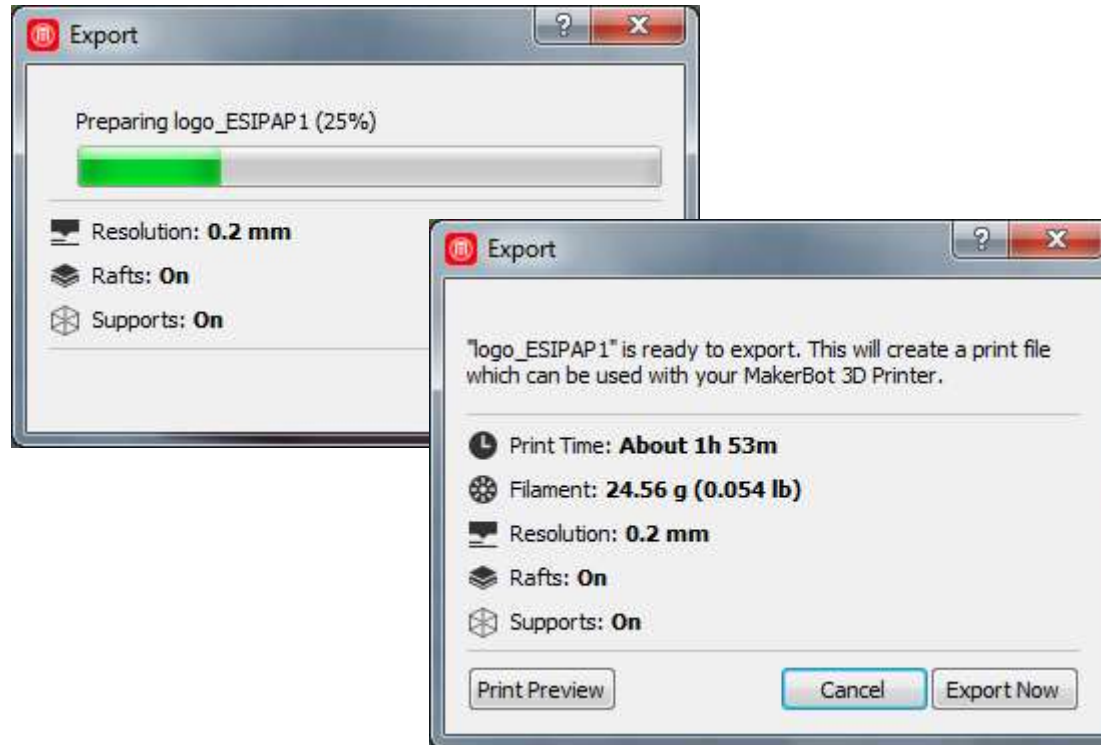 Export
Preparing logo_ESIPAP1 (25%)
Resolution: 0.2 mm
Rafts: On
Supports: On
Export
"logo_ESIPAP1" is ready to export. This will create a print file
which can be used with your MakerBot 3D Printer.
Print Time: About 1h 53m
Filament: 24.56 g (0.054 lb)
Resolution: 0.2 mm
Rafts: On
Supports: On
Print Preview Cancel Export Now